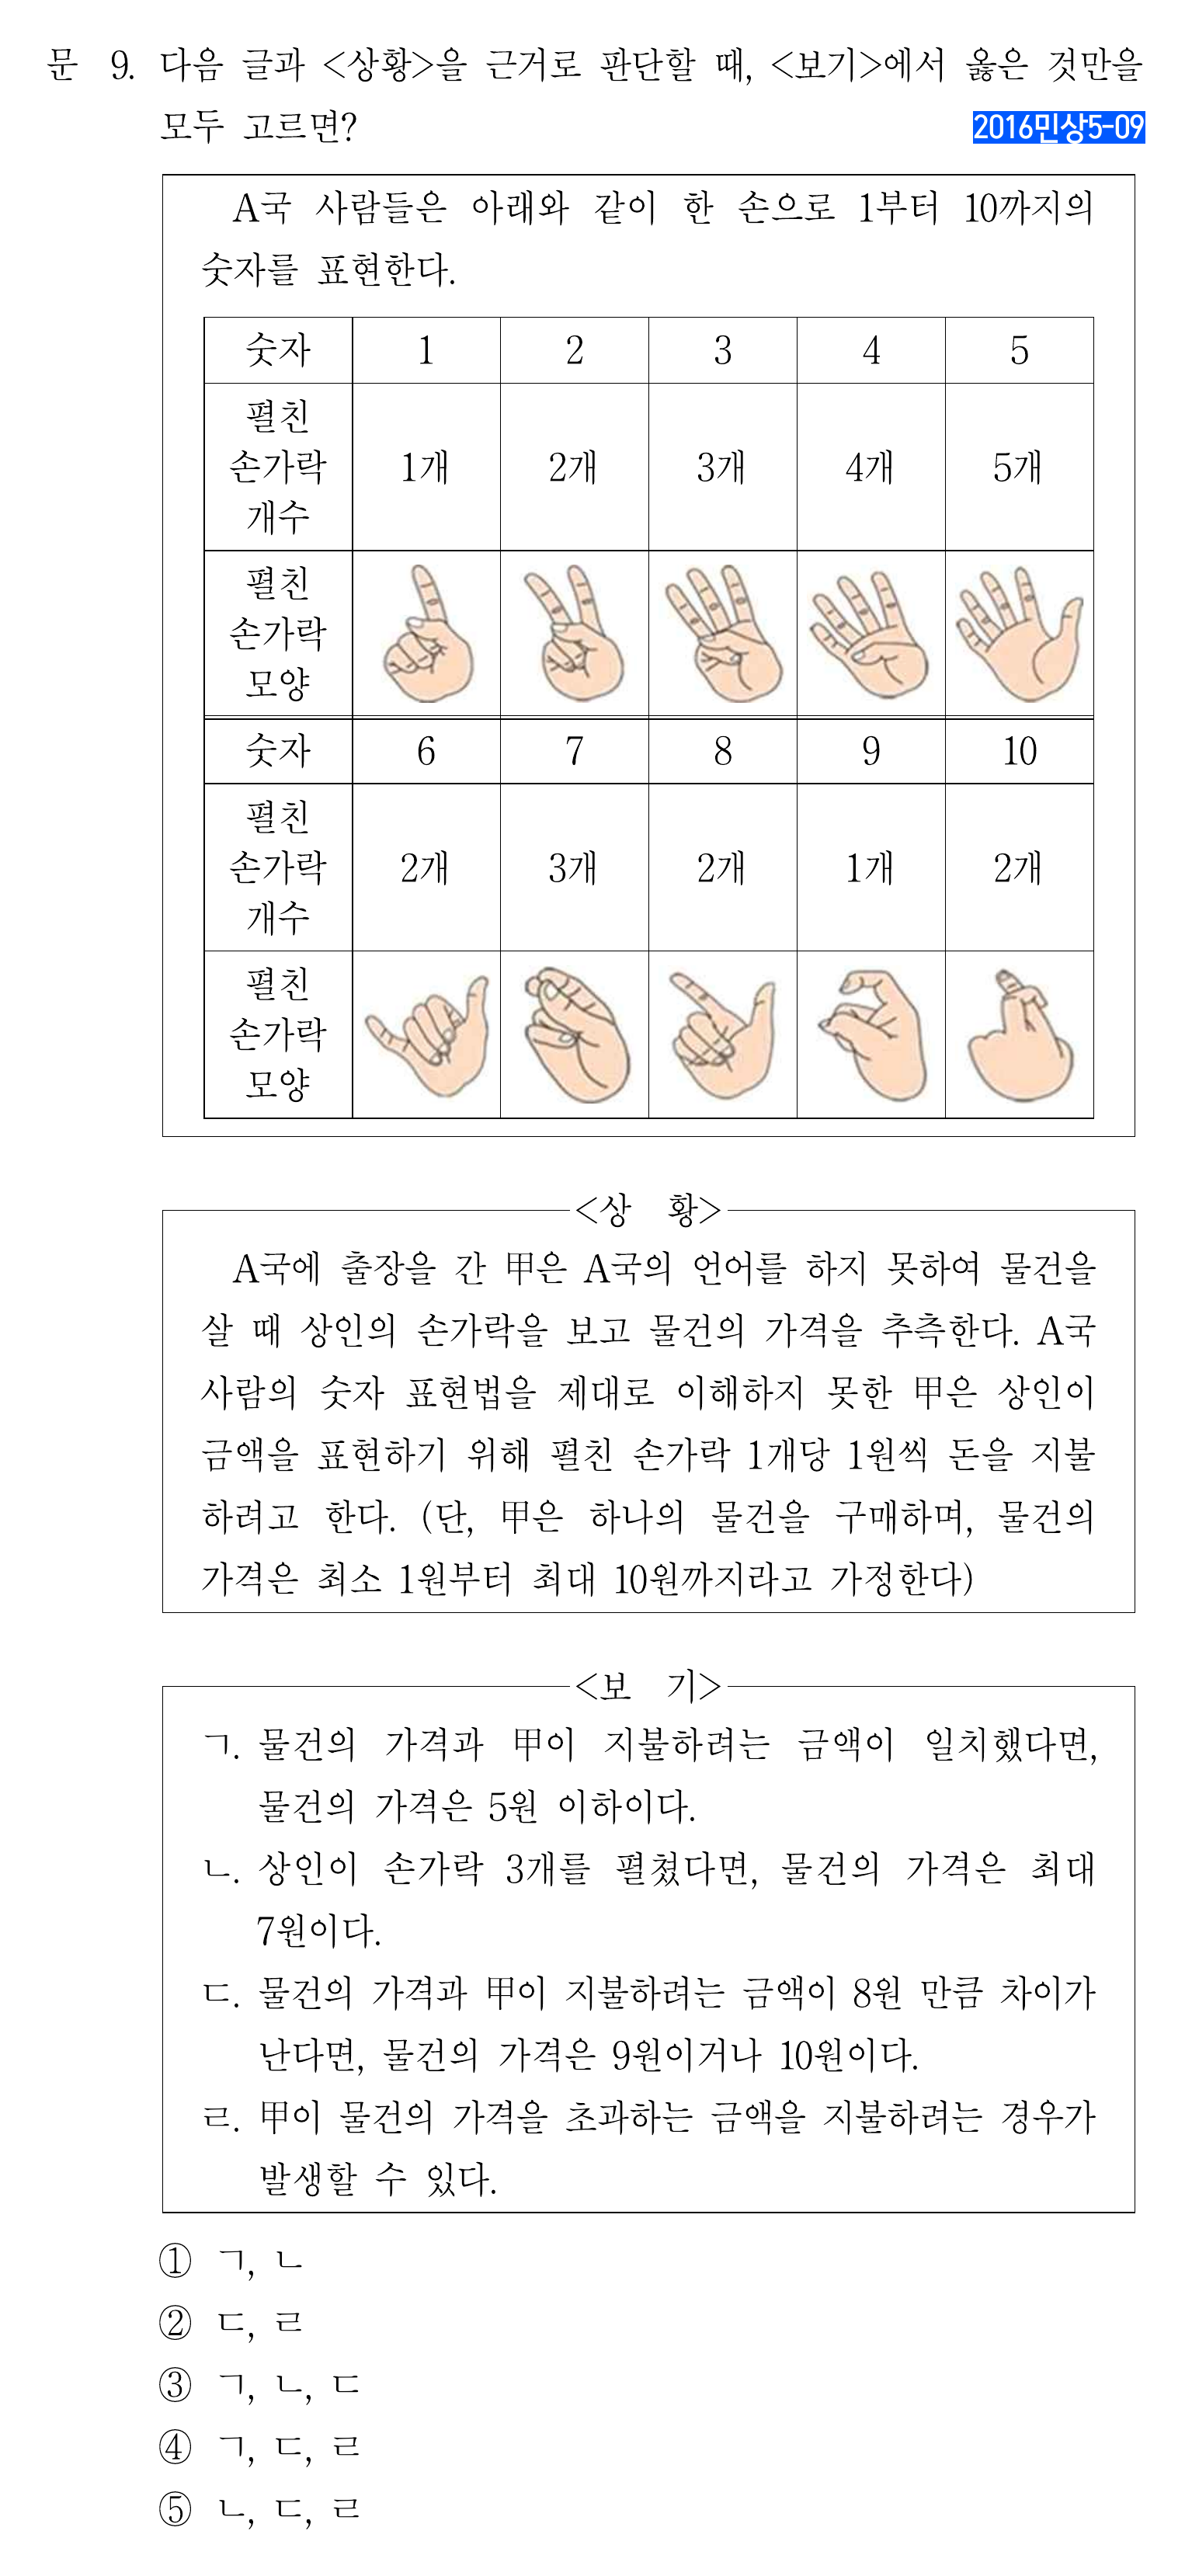 문 9. 다음 글과 <상황>을 근거로 판단할 때, <보기>에서 옳은 것만을
모두 고르면?
2016민상5-09
A국 사람들은 아래와 같이 한 손으로 1부터 10까지의
숫자를 표현한다.
숫자 1 2 3 4 5
펼친
손가락 1개 2개 3개 4개 5개
개수
펼친
손가락
모양
숫자 6 7 8 9 10
펼친
손가락 2개 3개 2개 1개 2개
개수
펼친
손가락
모양
<상 황>
A국에 출장을 간 甲은 A국의 언어를 하지 못하여 물건을
살 때 상인의 손가락을 보고 물건의 가격을 추측한다. A국
사람의 숫자 표현법을 제대로 이해하지 못한 甲은 상인이
금액을 표현하기 위해 펼친 손가락 1개당 1원씩 돈을 지불
하려고 한다. (단, 甲은 하나의 물건을 구매하며, 물건의
가격은 최소 1원부터 최대 10원까지라고 가정한다)
<보 기>
ㄱ. 물건의 가격과 甲이 지불하려는 금액이 일치했다면,
물건의 가격은 5원 이하이다.
ㄴ. 상인이 손가락 3개를 펼쳤다면, 물건의 가격은 최대
7원이다.
ㄷ. 물건의 가격과 甲이 지불하려는 금액이 8원 만큼 차이가
난다면, 물건의 가격은 9원이거나 10원이다.
ㄹ. 甲이 물건의 가격을 초과하는 금액을 지불하려는 경우가
발생할 수 있다.
① ㄱ, ㄴ
② ㄷ, ㄹ
③ ㄱ, ㄴ, ㄷ
④ ㄱ, ㄷ, ㄹ
⑤ ㄴ, ㄷ, ㄹ